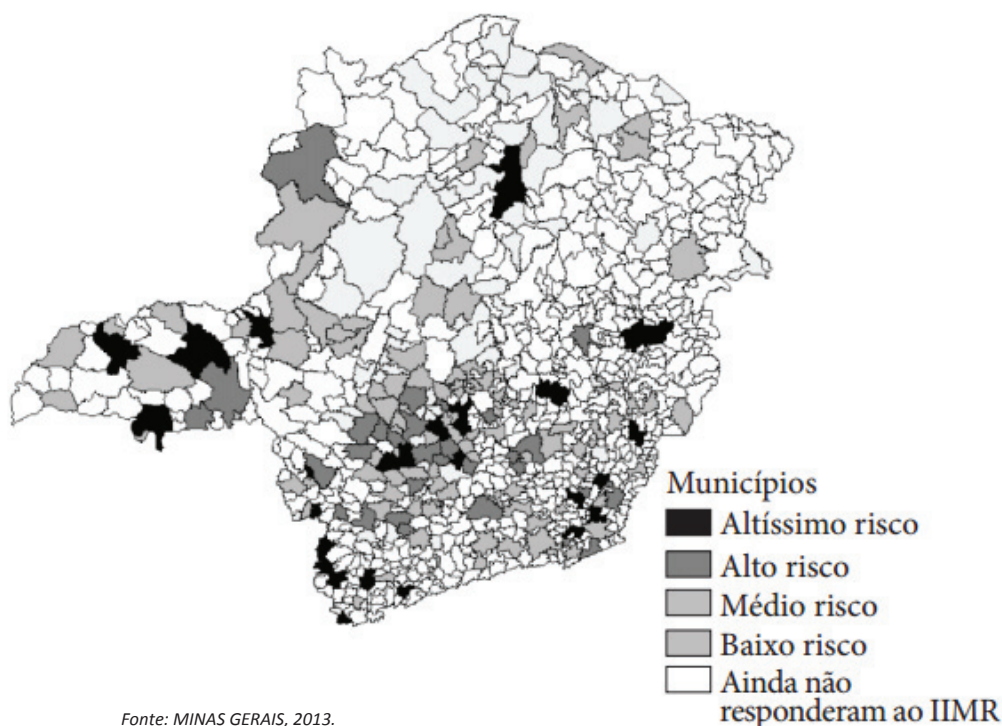 Municípios
Altíssimo risco
Alto risco
Médio risco
Baixo risco
Ainda não
responderam ao IIMR
Fonte: MINAS GERAIS, 2013.